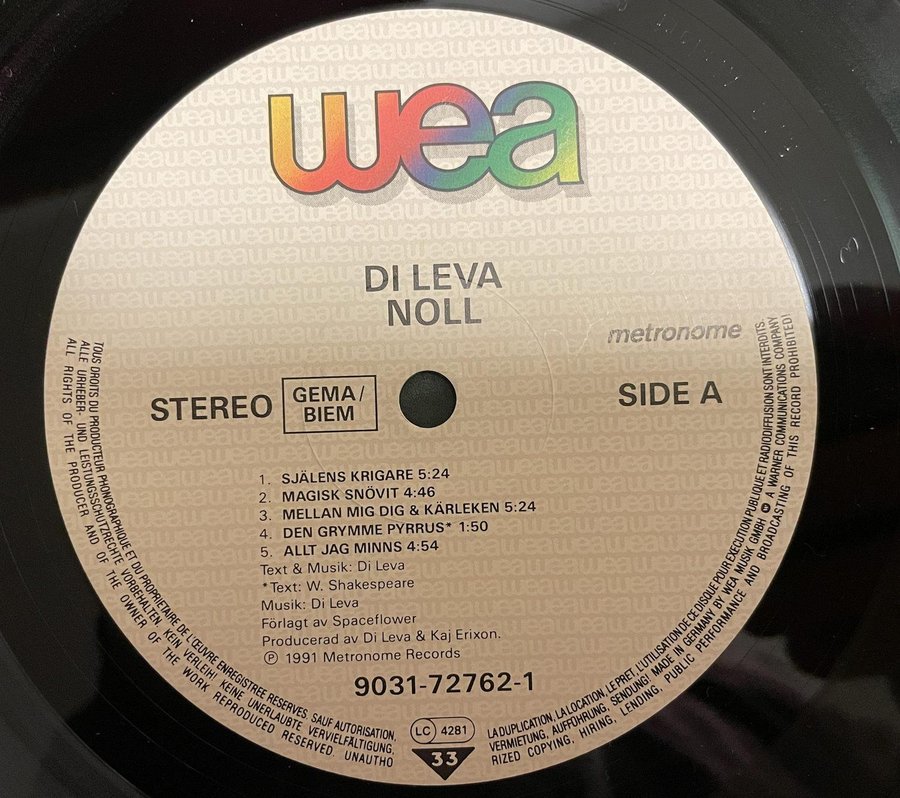 wea
DI LEVA
NOLL
metronome
STEREO
GEMA/
BIEM
SIDE A
1. SJÄLENS KRIGARE 5:24
2. MAGISK SNÖVIT 4:46
3. MELLAN MIG DIG & KÄRLEKEN 5:24
4. DEN GRYMME PYRRUS* 1:50
5. ALLT JAG MINNS 4:54
Text & Musik: Di Leva
*Text: W. Shakespeare
Musik: Di Leva
Förlagt av Spaceflower
Producerad av Di Leva & Kaj Erixon.
Ⓟ 1991 Metronome Records
9031-72762-1
LC 4281
33
TOUS DROITS DU PRODUCTEUR PHONOGRAPHIQUE ET DU PROPRIETAIRE DE L'ŒUVRE ENREGISTREE RESERVES. SAUF AUTORISATION,
LA DUPLICATION, LA LOCATION, LE PRET, L'UTILISATION DE CE DISQUE POUR EXECUTION PUBLIQUE ET RADIODIFFUSION SONT INTERDITS.
ALLE URHEBER- UND LEISTUNGSSCHUTZRECHTE VORBEHALTEN. KEIN VERLEIH! KEINE UNERLAUBTE VERVIELFÄLTIGUNG,
VERMIETUNG, AUFFÜHRUNG, SENDUNG! MADE IN GERMANY BY WEA MUSIK GMBH A WARNER COMMUNICATIONS COMPANY
ALL RIGHTS OF THE PRODUCER AND OF THE OWNER OF THE WORK REPRODUCED RESERVED. UNAUTHO
RIZED COPYING, HIRING, LENDING, PUBLIC PERFORMANCE AND BROADCASTING OF THIS RECORD PROHIBITED!